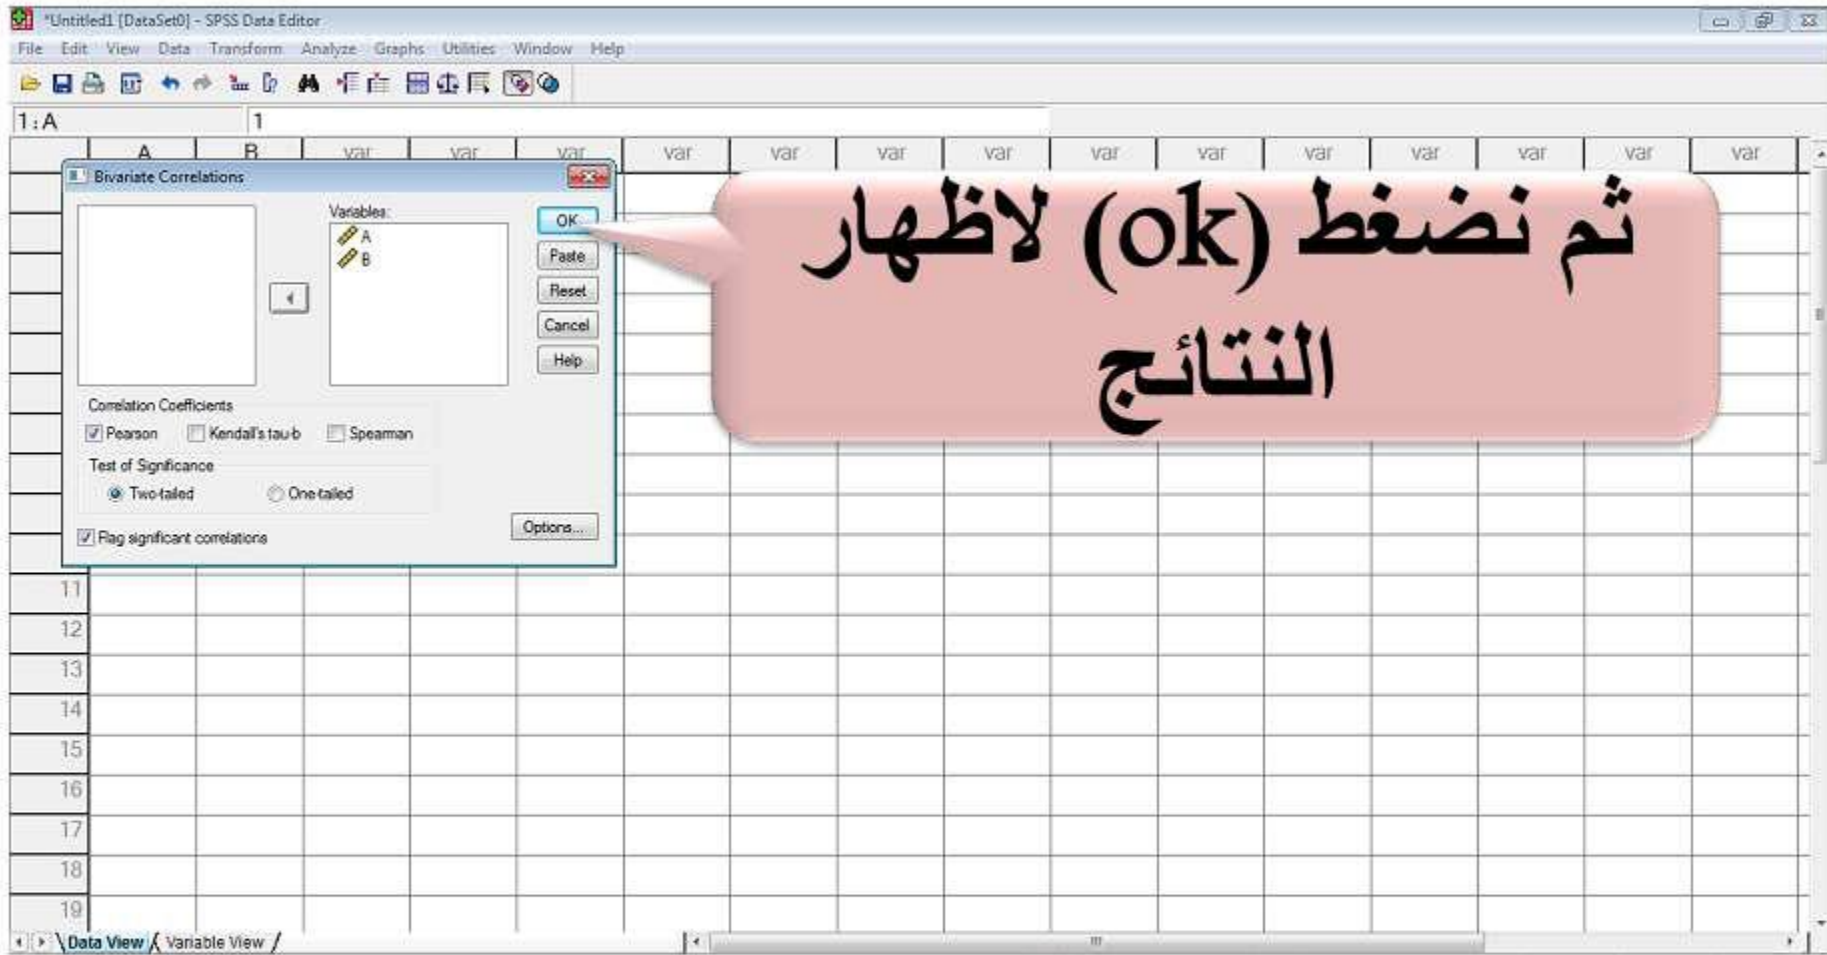 *Untitled1 [DataSet0] - SPSS Data Editor
File Edit View Data Transform Analyze Graphs Utilities Window Help
1:A 1
A B var var var var var var var var var var var var var var
Bivariate Correlations
Variables:
A
B
OK
Paste
Reset
Cancel
Help
Correlation Coefficients
Pearson Kendall's tau-b Spearman
Test of Significance
Two-tailed One-tailed
Flag significant correlations
Options...
ثم نضغط (ok) لاظهار
النتائج
11
12
13
14
15
16
17
18
19
Data View Variable View